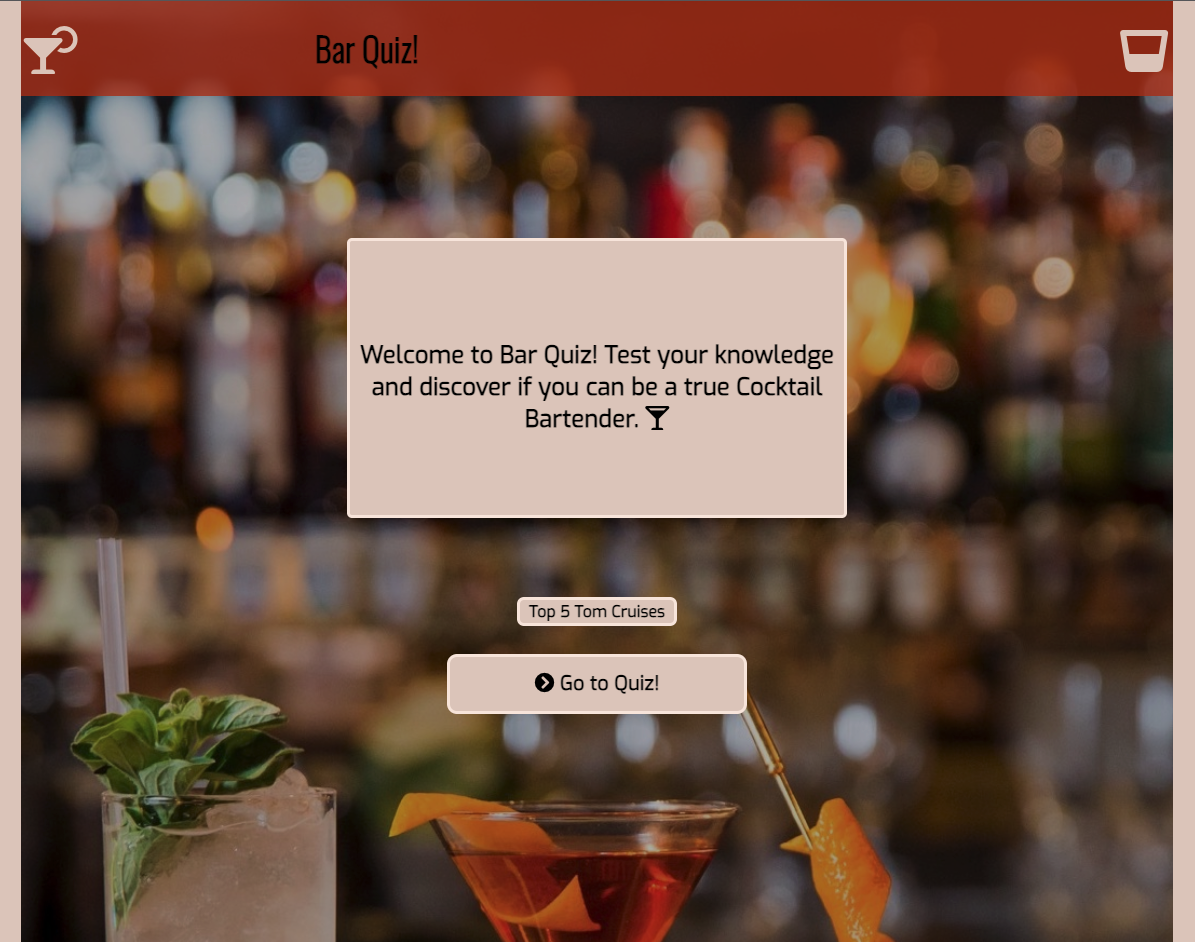 Bar Quiz!
Welcome to Bar Quiz! Test your knowledge
and discover if you can be a true Cocktail
Bartender.
Top 5 Tom Cruises
Go to Quiz!